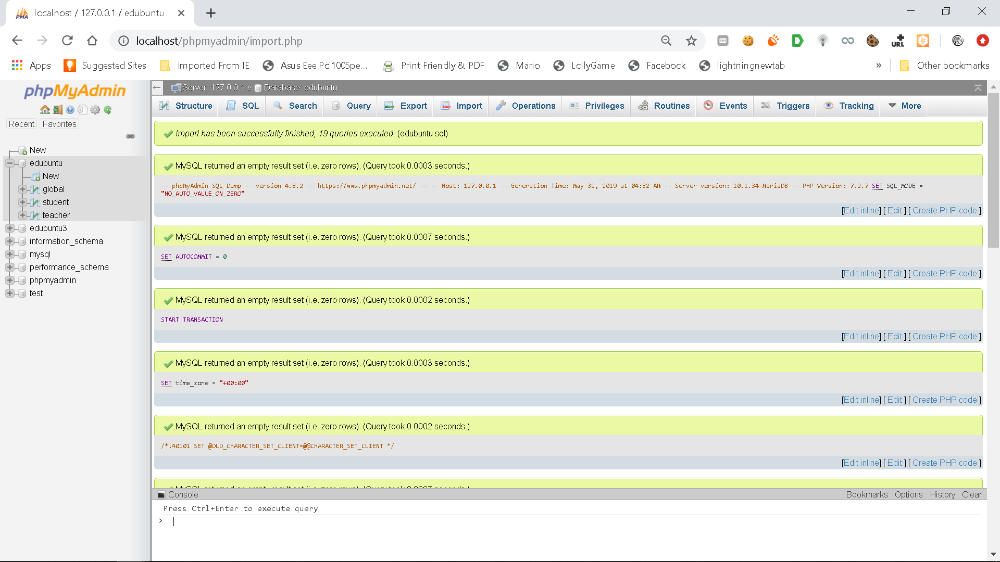 localhost / 127.0.0.1 / edubuntu
localhost/phpmyadmin/import.php
URL
Apps
Suggested Sites
Imported From IE
Asus Eee Pc 1005pe...
Print Friendly & PDF
Mario
LollyGame
Facebook
lightningnewtab
»
Other bookmarks
phpMyAdmin
Recent
Favorites
New
edubuntu
New
global
student
teacher
edubuntu3
information_schema
mysql
performance_schema
phpmyadmin
test
Server: 127.0.0.1 » Database: edubuntu
Structure
SQL
Search
Query
Export
Import
Operations
Privileges
Routines
Events
Triggers
Tracking
More
Import has been successfully finished, 19 queries executed. (edubuntu.sql)
MySQL returned an empty result set (i.e. zero rows). (Query took 0.0003 seconds.)
-- phpMyAdmin SQL Dump -- version 4.8.2 -- https://www.phpmyadmin.net/ -- -- Host: 127.0.0.1 -- Generation Time: May 31, 2019 at 04:32 AM -- Server version: 10.1.34-MariaDB -- PHP Version: 7.2.7 SET SQL_MODE =
"NO_AUTO_VALUE_ON_ZERO"
[Edit inline] [ Edit ] [ Create PHP code ]
MySQL returned an empty result set (i.e. zero rows). (Query took 0.0007 seconds.)
SET AUTOCOMMIT = 0
[Edit inline] [ Edit ] [ Create PHP code ]
MySQL returned an empty result set (i.e. zero rows). (Query took 0.0002 seconds.)
START TRANSACTION
[Edit inline] [ Edit ] [ Create PHP code ]
MySQL returned an empty result set (i.e. zero rows). (Query took 0.0003 seconds.)
SET time_zone = "+00:00"
[Edit inline] [ Edit ] [ Create PHP code ]
MySQL returned an empty result set (i.e. zero rows). (Query took 0.0002 seconds.)
/*!40101 SET @OLD_CHARACTER_SET_CLIENT=@@CHARACTER_SET_CLIENT */
[Edit inline] [ Edit ] [ Create PHP code ]
Console
Bookmarks Options History Clear
Press Ctrl+Enter to execute query
>